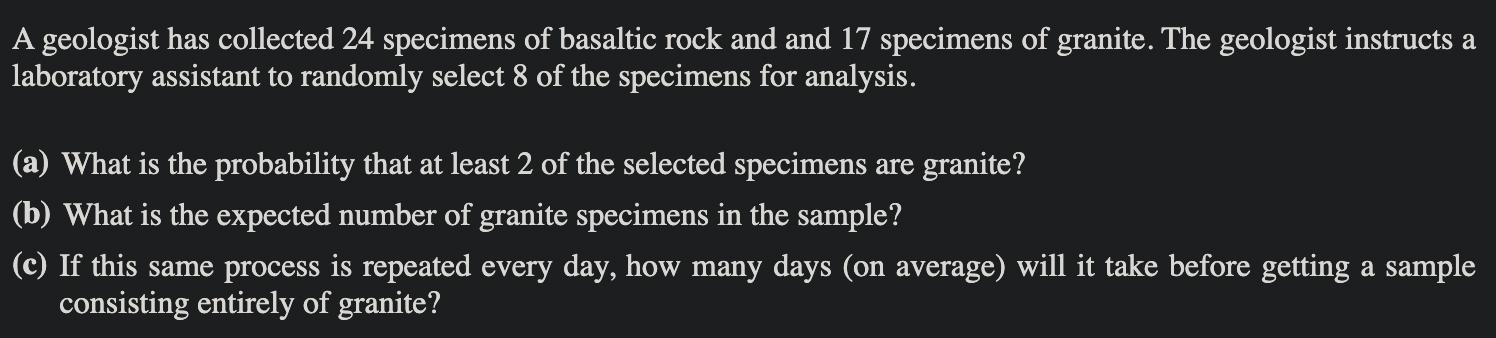 A geologist has collected 24 specimens of basaltic rock and and 17 specimens of granite. The geologist instructs a
laboratory assistant to randomly select 8 of the specimens for analysis.
(a) What is the probability that at least 2 of the selected specimens are granite?
(b) What is the expected number of granite specimens in the sample?
(c) If this same process is repeated every day, how many days (on average) will it take before getting a sample
consisting entirely of granite?